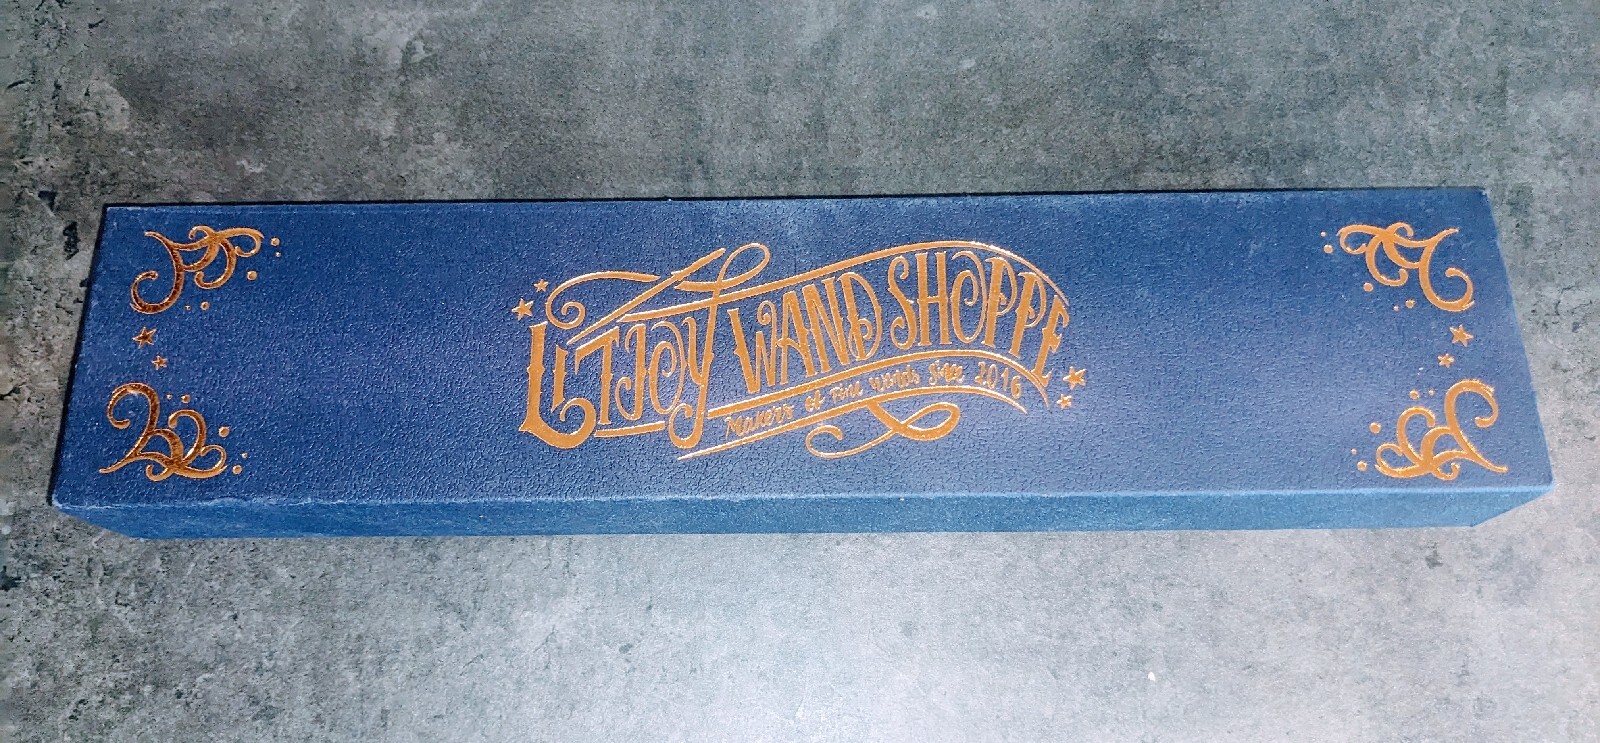 LITJOY WAND SHOPPE
Makers of Fine Wands Since 2016